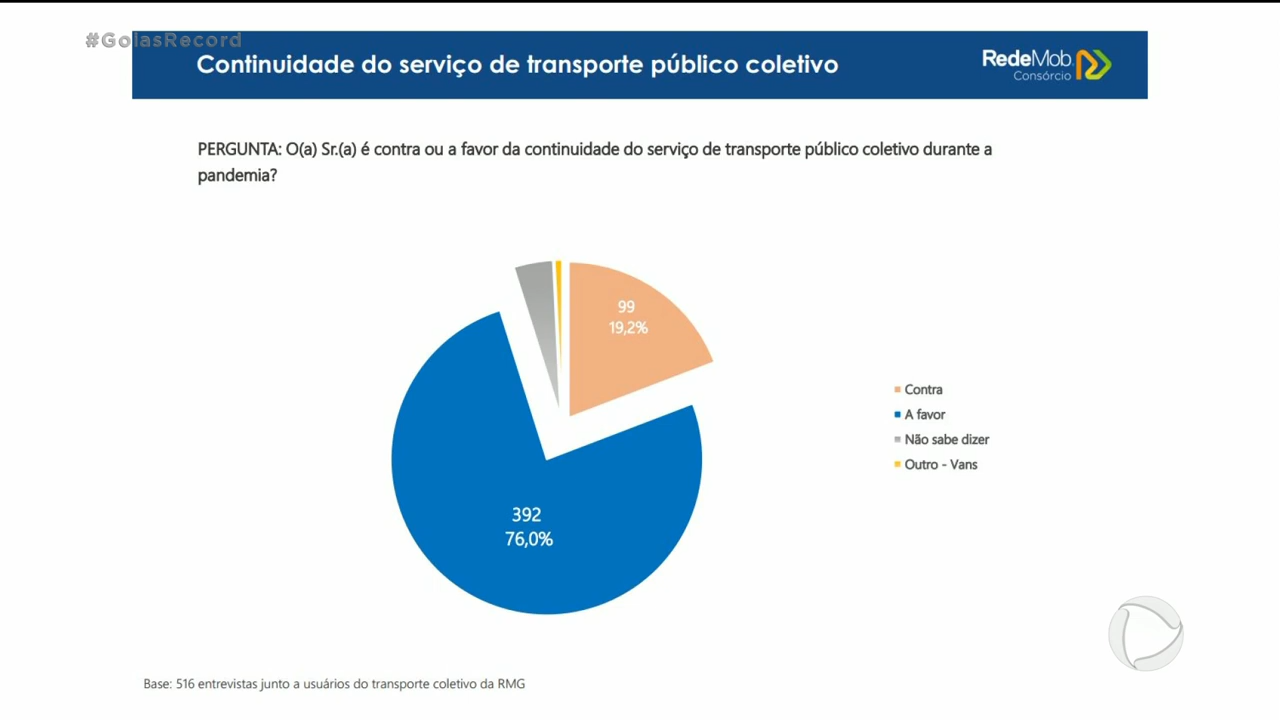 #GoiasRecord
Continuidade do serviço de transporte público coletivo
RedeMob
Consórcio
PERGUNTA: O(a) Sr.(a) é contra ou a favor da continuidade do serviço de transporte público coletivo durante a
pandemia?
99
19,2%
392
76,0%
Contra
A favor
Não sabe dizer
Outro - Vans
Base: 516 entrevistas junto a usuários do transporte coletivo da RMG